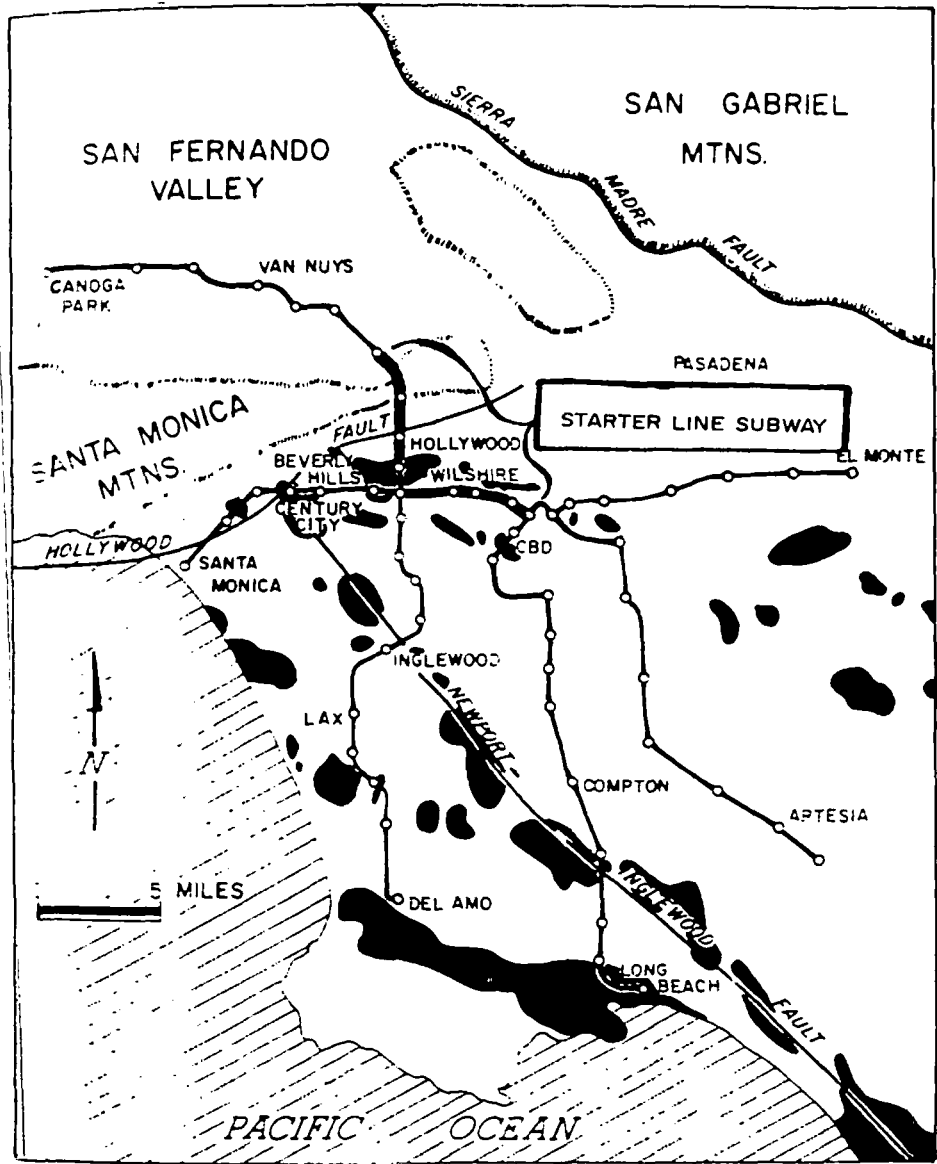 SIERRA
MADRE
FAULT
SAN GABRIEL
MTNS.
SAN FERNANDO
VALLEY
VAN NUYS
CANOGA
PARK
PASADENA
STARTER LINE SUBWAY
SANTA MONICA
MTNS.
FAULT
HOLLYWOOD
BEVERLY
HILLS
WILSHIRE
EL MONTE
CENTURY
CITY
HOLLYWOOD
CBD
SANTA
MONICA
INGLEWOOD
NEWPORT-
LAX
N
COMPTON
ARTESIA
5 MILES
INGLEWOOD
DEL AMO
LONG
BEACH
FAULT
PACIFIC OCEAN